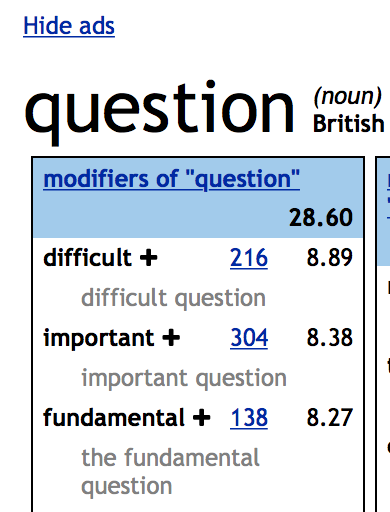 Hide ads
question (noun)
British
modifiers of "question"
28.60
difficult + 216 8.89
difficult question
important + 304 8.38
important question
fundamental + 138 8.27
the fundamental
question